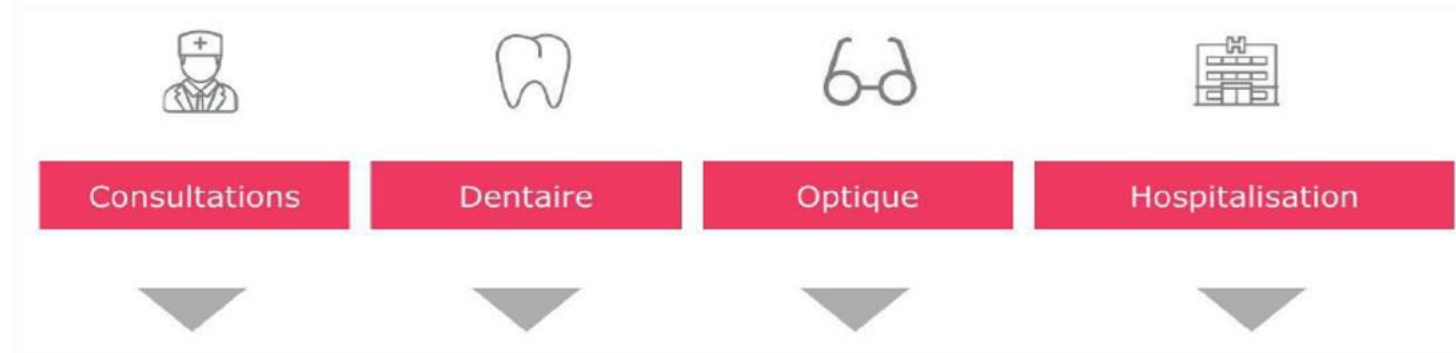 H
Consultations
Dentaire
Optique
Hospitalisation